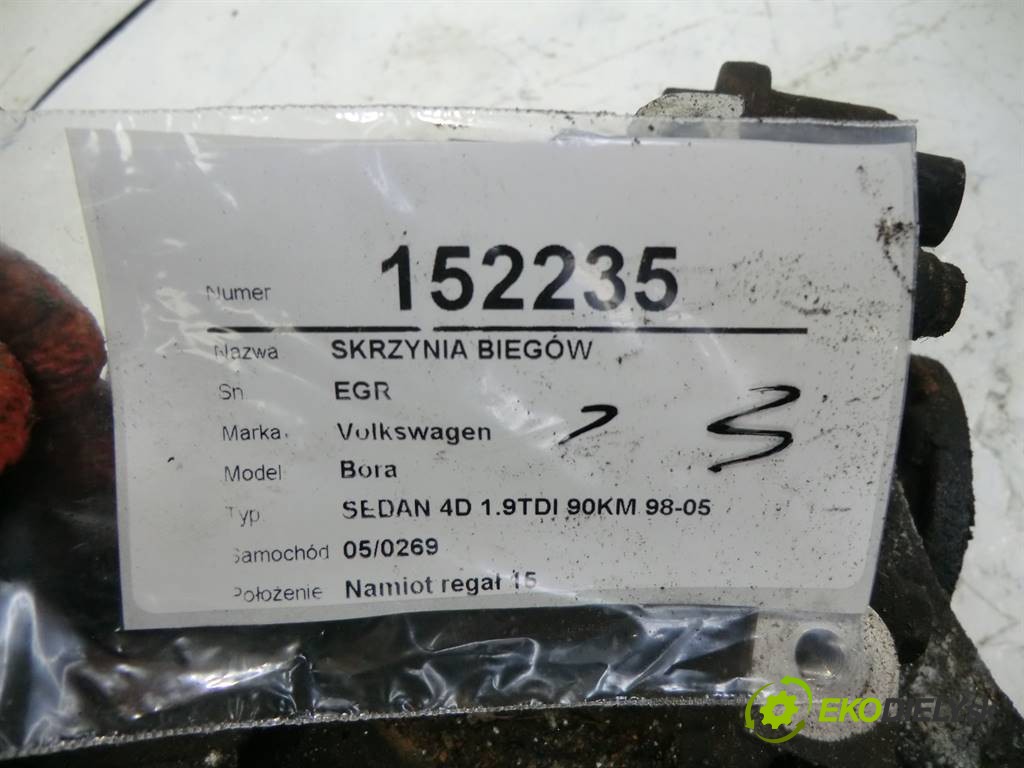 Numer 152235
Nazwa SKRZYNIA BIEGÓW
Sn EGR
Marka Volkswagen
Model Bora
Typ SEDAN 4D 1.9TDI 90KM 98-05
Samochód 05/0269
Położenie Namiot regał 15